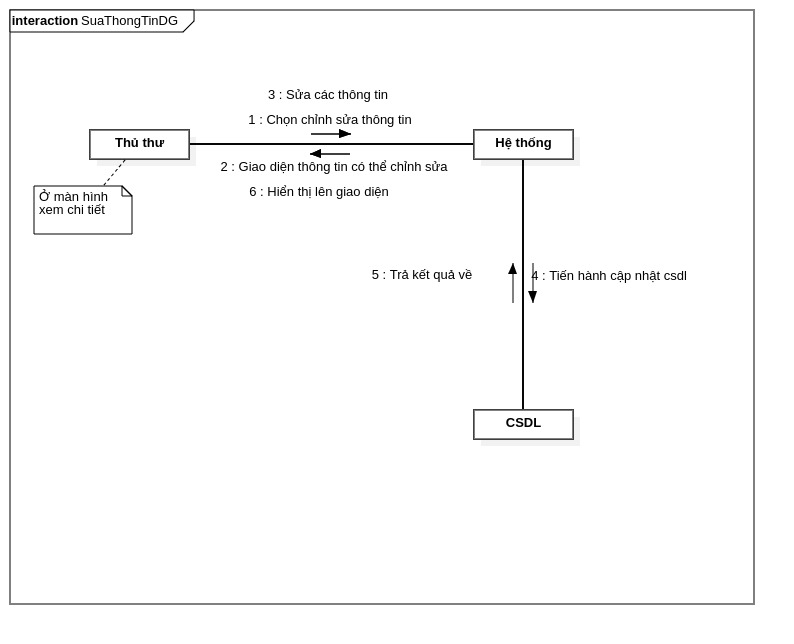 interaction SuaThongTinDG
3 : Sửa các thông tin
1 : Chọn chỉnh sửa thông tin
Thủ thư
Hệ thống
2 : Giao diện thông tin có thể chỉnh sửa
6 : Hiển thị lên giao diện
Ở màn hình
xem chi tiết
5 : Trả kết quả về
4 : Tiến hành cập nhật csdl
CSDL